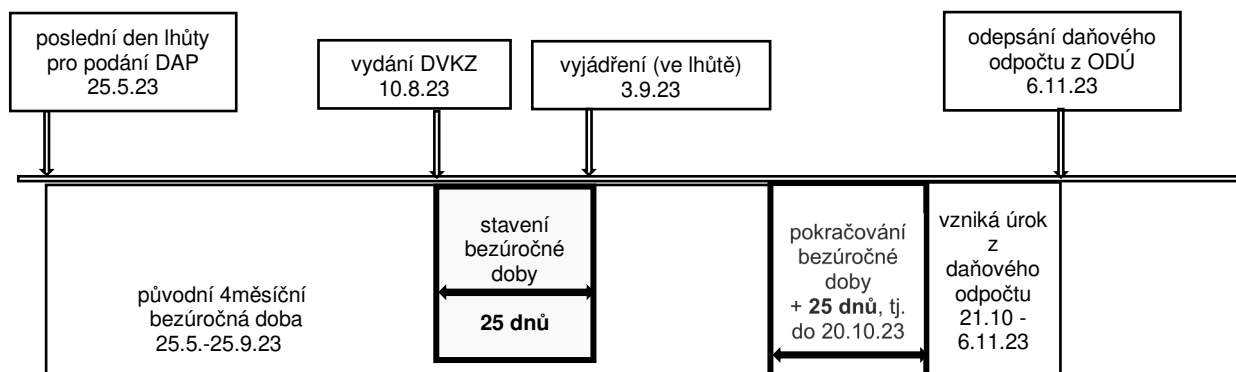 poslední den lhůty
pro podání DAP
25.5.23
vydání DVKZ
10.8.23
vyjádření (ve lhůtě)
3.9.23
odepsání daňového
odpočtu z ODÚ
6.11.23
původní 4měsíční
bezúročná doba
25.5.-25.9.23
stavení
bezúročné
doby
25 dnů
pokračování
bezúročné
doby
+ 25 dnů, tj.
do 20.10.23
vzniká úrok
z
daňového
odpočtu
21.10 -
6.11.23